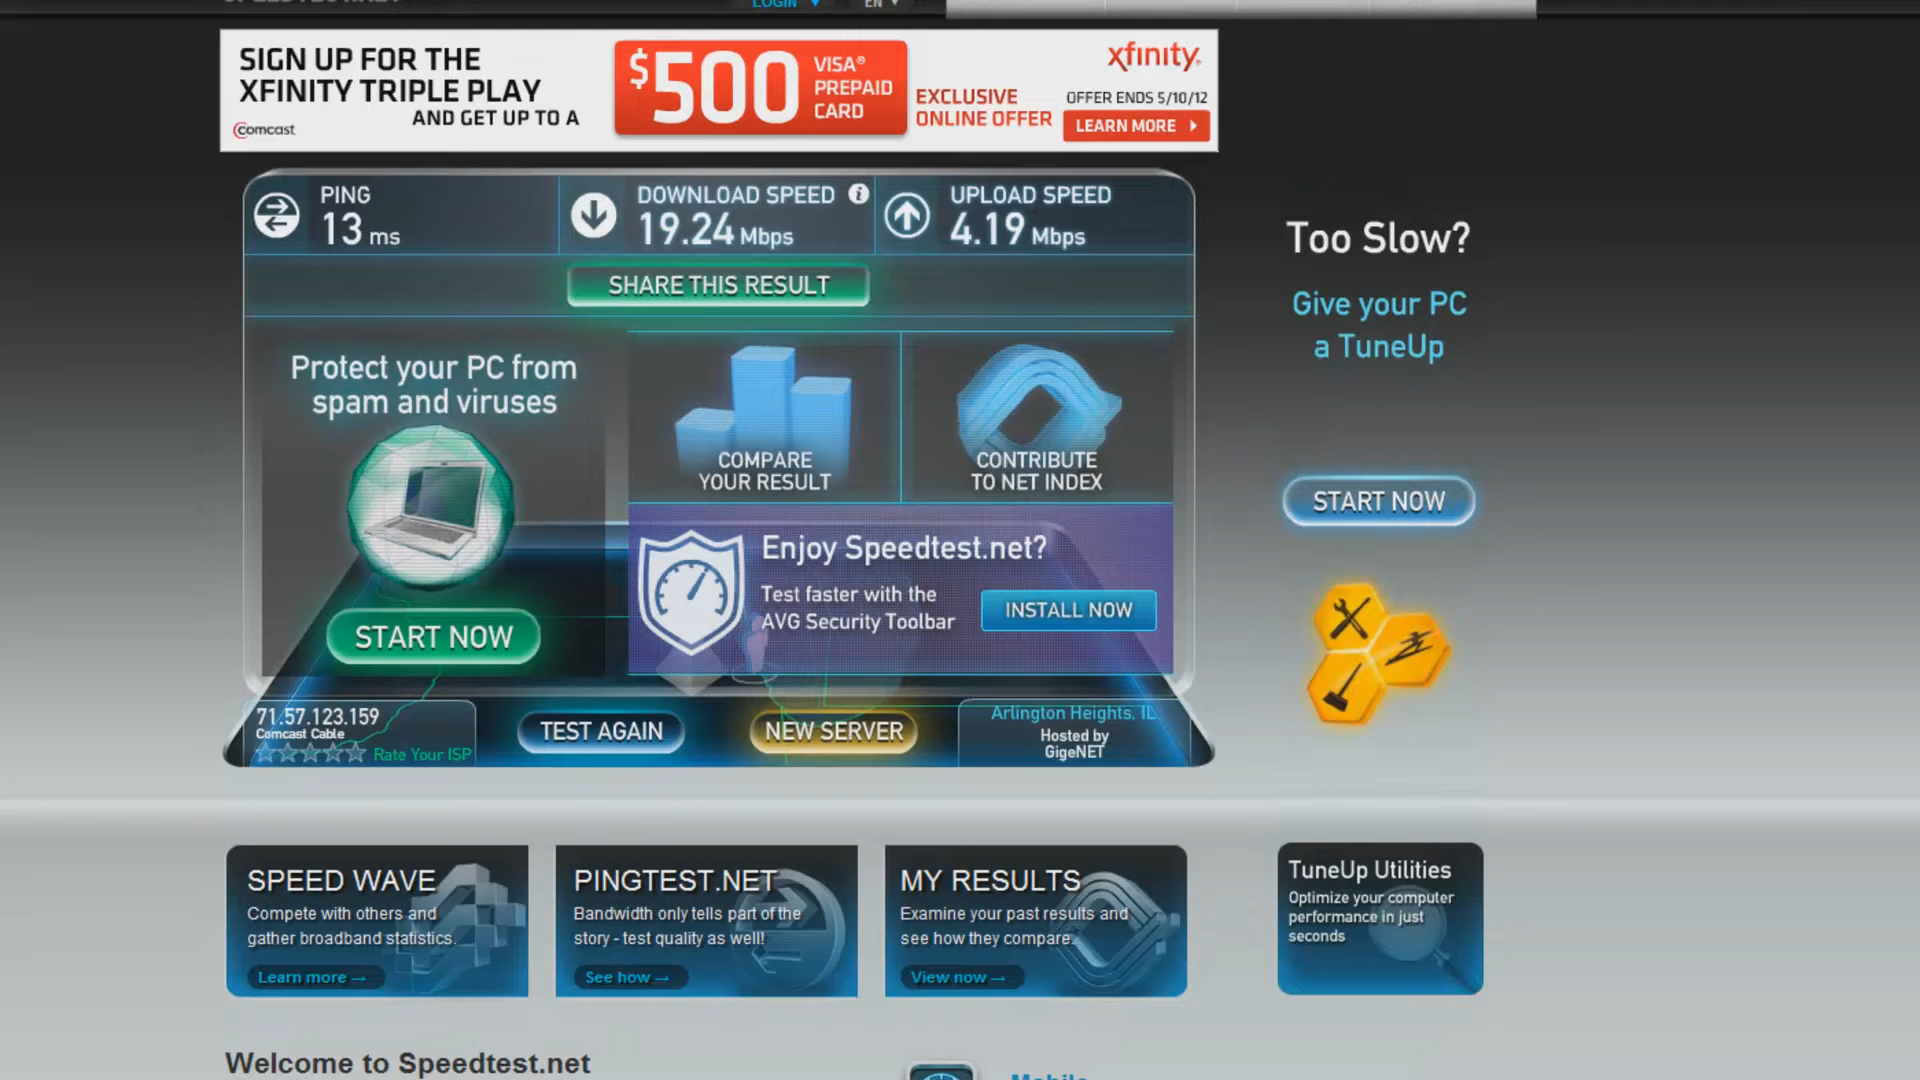 LOGIN
EN
SIGN UP FOR THE
XFINITY TRIPLE PLAY
AND GET UP TO A
comcast
$500
VISA®
PREPAID
CARD
EXCLUSIVE
ONLINE OFFER
xfinity.
OFFER ENDS 5/10/12
LEARN MORE
PING
13 ms
DOWNLOAD SPEED
19.24 Mbps
UPLOAD SPEED
4.19 Mbps
SHARE THIS RESULT
Too Slow?
Give your PC
a TuneUp
START NOW
Protect your PC from
spam and viruses
START NOW
COMPARE
YOUR RESULT
CONTRIBUTE
TO NET INDEX
Enjoy Speedtest.net?
Test faster with the
AVG Security Toolbar
INSTALL NOW
71.57.123.159
Comcast Cable
Rate Your ISP
TEST AGAIN
NEW SERVER
Arlington Heights, IL
Hosted by
GigeNET
SPEED WAVE
Compete with others and
gather broadband statistics.
Learn more →
PINGTEST.NET
Bandwidth only tells part of the
story - test quality as well!
See how →
MY RESULTS
Examine your past results and
see how they compare.
View now →
TuneUp Utilities
Optimize your computer
performance in just
seconds
Welcome to Speedtest.net
Mobile